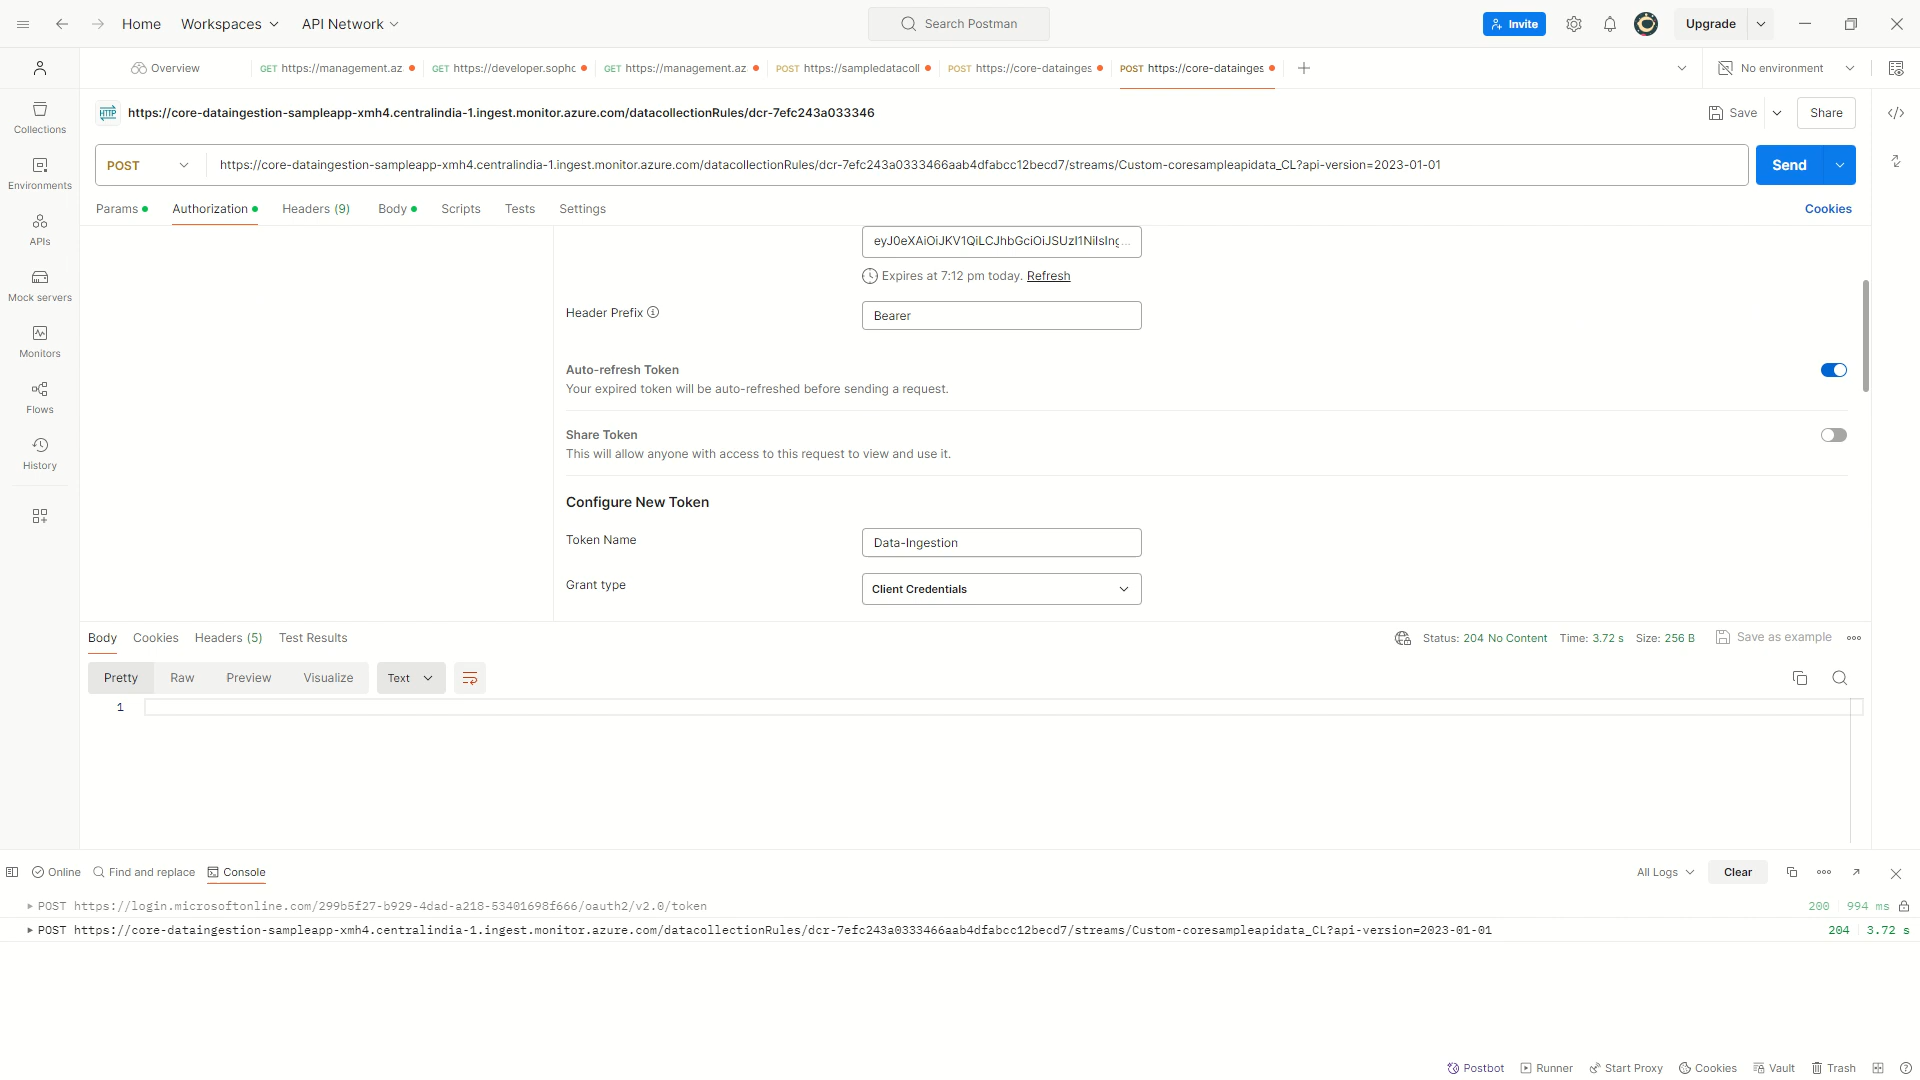 Home
Workspaces
API Network
Search Postman
Invite
Upgrade
Overview
GET https://management.az
GET https://developer.sophc
GET https://management.az
POST https://sampledatacoll
POST https://core-datainges
POST https://core-datainges
No environment
HTTP
https://core-dataingestion-sampleapp-xmh4.centralindia-1.ingest.monitor.azure.com/datacollectionRules/dcr-7efc243a033346
Save
Share
POST
https://core-dataingestion-sampleapp-xmh4.centralindia-1.ingest.monitor.azure.com/datacollectionRules/dcr-7efc243a0333466aab4dfabcc12becd7/streams/Custom-coresampleapidata_CL?api-version=2023-01-01
Send
Params
Authorization
Headers (9)
Body
Scripts
Tests
Settings
Cookies
Collections
Environments
APIs
Mock servers
Monitors
Flows
History
Expires at 7:12 pm today. Refresh
Header Prefix
Bearer
Auto-refresh Token
Your expired token will be auto-refreshed before sending a request.
Share Token
This will allow anyone with access to this request to view and use it.
Configure New Token
Token Name
Data-Ingestion
Grant type
Client Credentials
Body
Cookies
Headers (5)
Test Results
Status: 204 No Content
Time: 3.72 s
Size: 256 B
Save as example
Pretty
Raw
Preview
Visualize
Text
1
Online
Find and replace
Console
All Logs
Clear
POST https://login.microsoftonline.com/299b5f27-b929-4dad-a218-53401698f666/oauth2/v2.0/token
200
994 ms
POST https://core-dataingestion-sampleapp-xmh4.centralindia-1.ingest.monitor.azure.com/datacollectionRules/dcr-7efc243a0333466aab4dfabcc12becd7/streams/Custom-coresampleapidata_CL?api-version=2023-01-01
204
3.72 s
Postbot
Runner
Start Proxy
Cookies
Vault
Trash